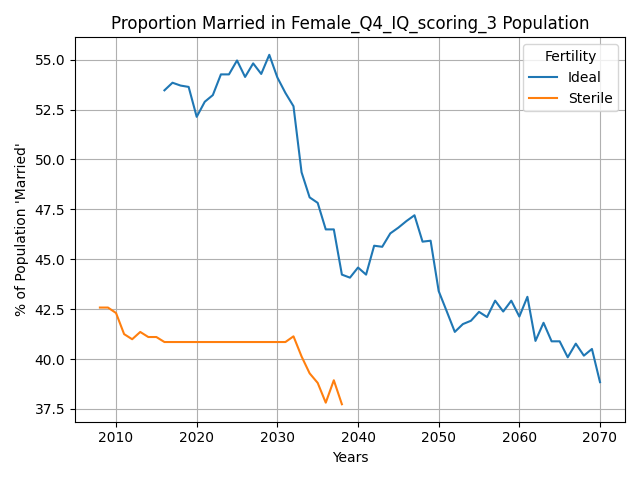 Proportion Married in Female_Q4_IQ_scoring_3 Population
Fertility
Ideal
Sterile
% of Population 'Married'
55.0
52.5
50.0
47.5
45.0
42.5
40.0
37.5
2010 2020 2030 2040 2050 2060 2070
Years